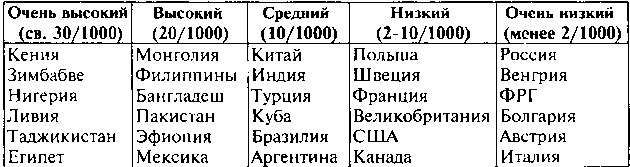 Очень высокий Высокий Средний Низкий Очень низкий
(св. 30/1000) (20/1000) (10/1000) (2-10/1000) (менее 2/1000)
Кения Монголия Китай Польша Россия
Зимбабве Филиппины Индия Швеция Венгрия
Нигерия Бангладеш Турция Франция ФРГ
Ливия Пакистан Куба Великобритания Болгария
Таджикистан Эфиопия Бразилия США Австрия
Египет Мексика Аргентина Канада Италия